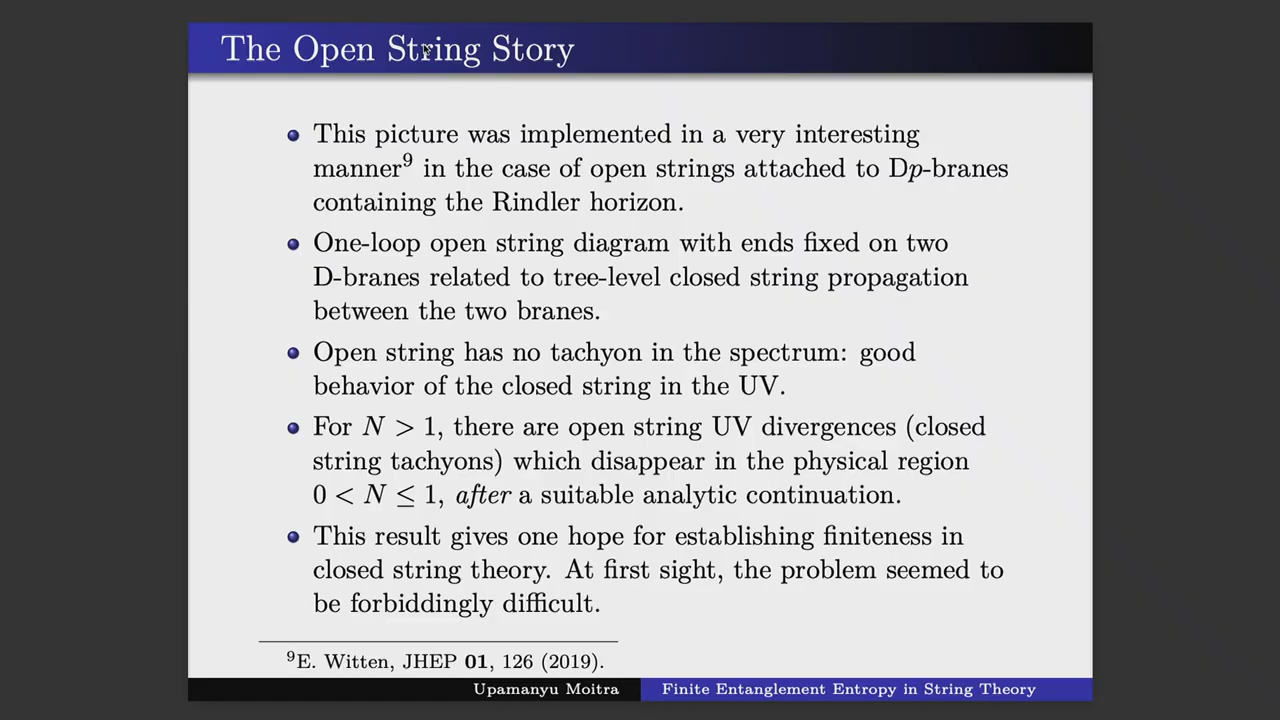 The Open String Story
This picture was implemented in a very interesting
manner⁹ in the case of open strings attached to Dp-branes
containing the Rindler horizon.
One-loop open string diagram with ends fixed on two
D-branes related to tree-level closed string propagation
between the two branes.
Open string has no tachyon in the spectrum: good
behavior of the closed string in the UV.
For N > 1, there are open string UV divergences (closed
string tachyons) which disappear in the physical region
0 < N ≤ 1, after a suitable analytic continuation.
This result gives one hope for establishing finiteness in
closed string theory. At first sight, the problem seemed to
be forbiddingly difficult.
⁹E. Witten, JHEP 01, 126 (2019).
Upamanyu Moitra Finite Entanglement Entropy in String Theory